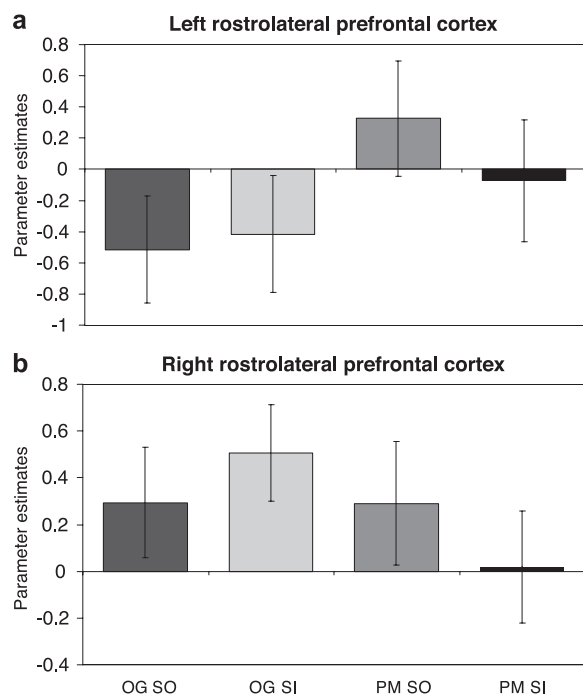 a
Left rostrolateral prefrontal cortex
0.8
0.6
0.4
0.2
0
-0.2
-0.4
-0.6
-0.8
-1
Parameter estimates
b
Right rostrolateral prefrontal cortex
0.8
0.6
0.4
0.2
0
-0.2
-0.4
Parameter estimates
OG SO OG SI PM SO PM SI